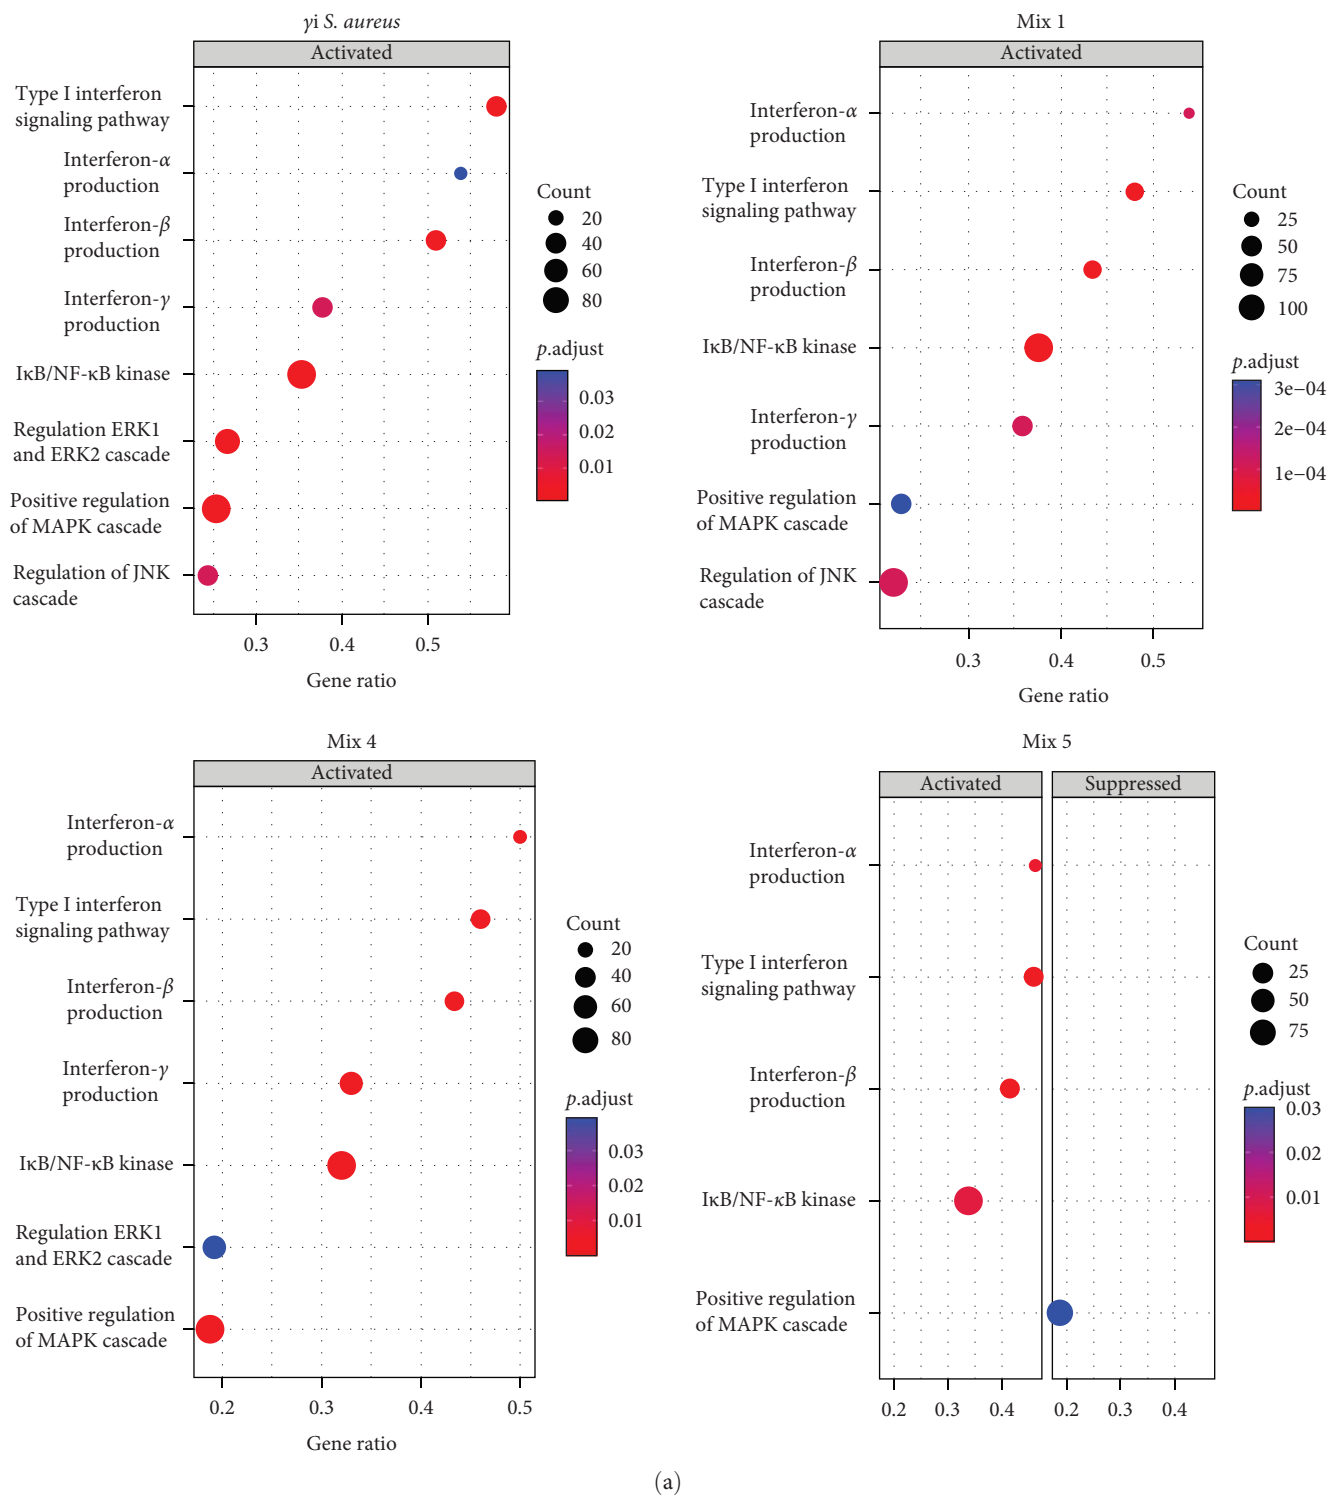 γi S. aureus
Activated
Type I interferon
signaling pathway
Interferon-α
production
Interferon-β
production
Interferon-γ
production
IκB/NF-κB kinase
Regulation ERK1
and ERK2 cascade
Positive regulation
of MAPK cascade
Regulation of JNK
cascade
0.3 0.4 0.5
Gene ratio
Count
20
40
60
80
p.adjust
0.03
0.02
0.01
Mix 1
Activated
Interferon-α
production
Type I interferon
signaling pathway
Interferon-β
production
IκB/NF-κB kinase
Interferon-γ
production
Positive regulation
of MAPK cascade
Regulation of JNK
cascade
0.3 0.4 0.5
Gene ratio
Count
25
50
75
100
p.adjust
3e−04
2e−04
1e−04
Mix 4
Activated
Interferon-α
production
Type I interferon
signaling pathway
Interferon-β
production
Interferon-γ
production
IκB/NF-κB kinase
Regulation ERK1
and ERK2 cascade
Positive regulation
of MAPK cascade
0.2 0.3 0.4 0.5
Gene ratio
Count
20
40
60
80
p.adjust
0.03
0.02
0.01
Mix 5
Activated Suppressed
Interferon-α
production
Type I interferon
signaling pathway
Interferon-β
production
IκB/NF-κB kinase
Positive regulation
of MAPK cascade
0.2 0.3 0.4 0.2 0.3 0.4
Count
25
50
75
p.adjust
0.03
0.02
0.01
(a)